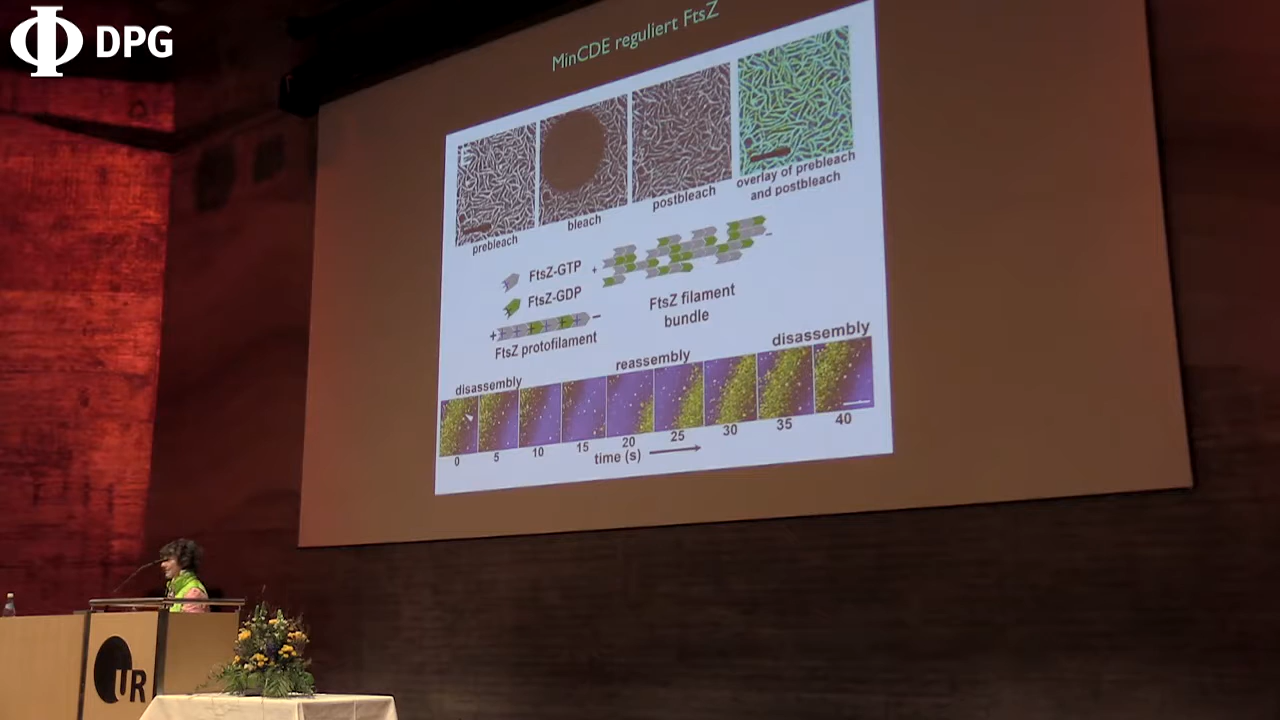 DPG
MinCDE reguliert FtsZ
prebleach
bleach
postbleach
overlay of prebleach
and postbleach
FtsZ-GTP
FtsZ-GDP
+
−
FtsZ protofilament
+
−
FtsZ filament
bundle
disassembly
reassembly
disassembly
0
5
10
15
20
25
30
35
40
time (s)
UR